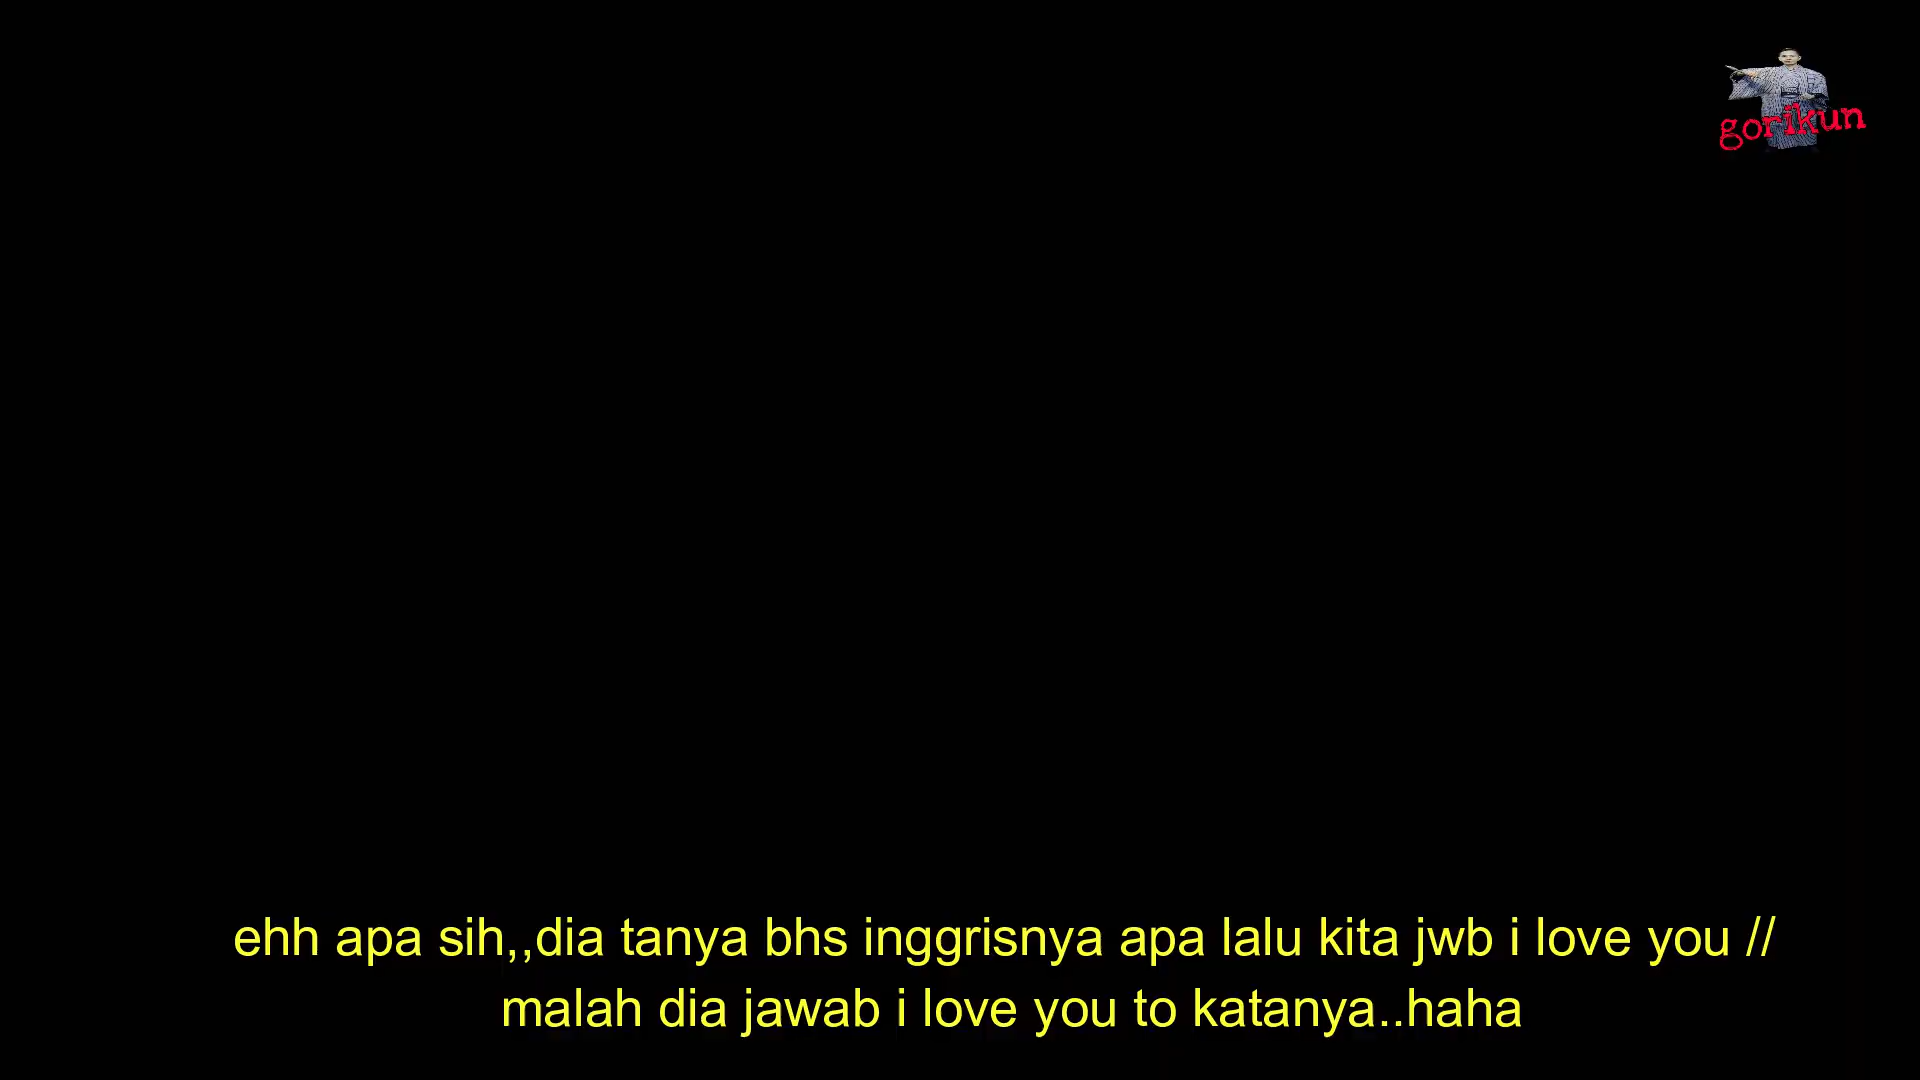 gorikun
ehh apa sih,,dia tanya bhs inggrisnya apa lalu kita jwb i love you //
malah dia jawab i love you to katanya..haha